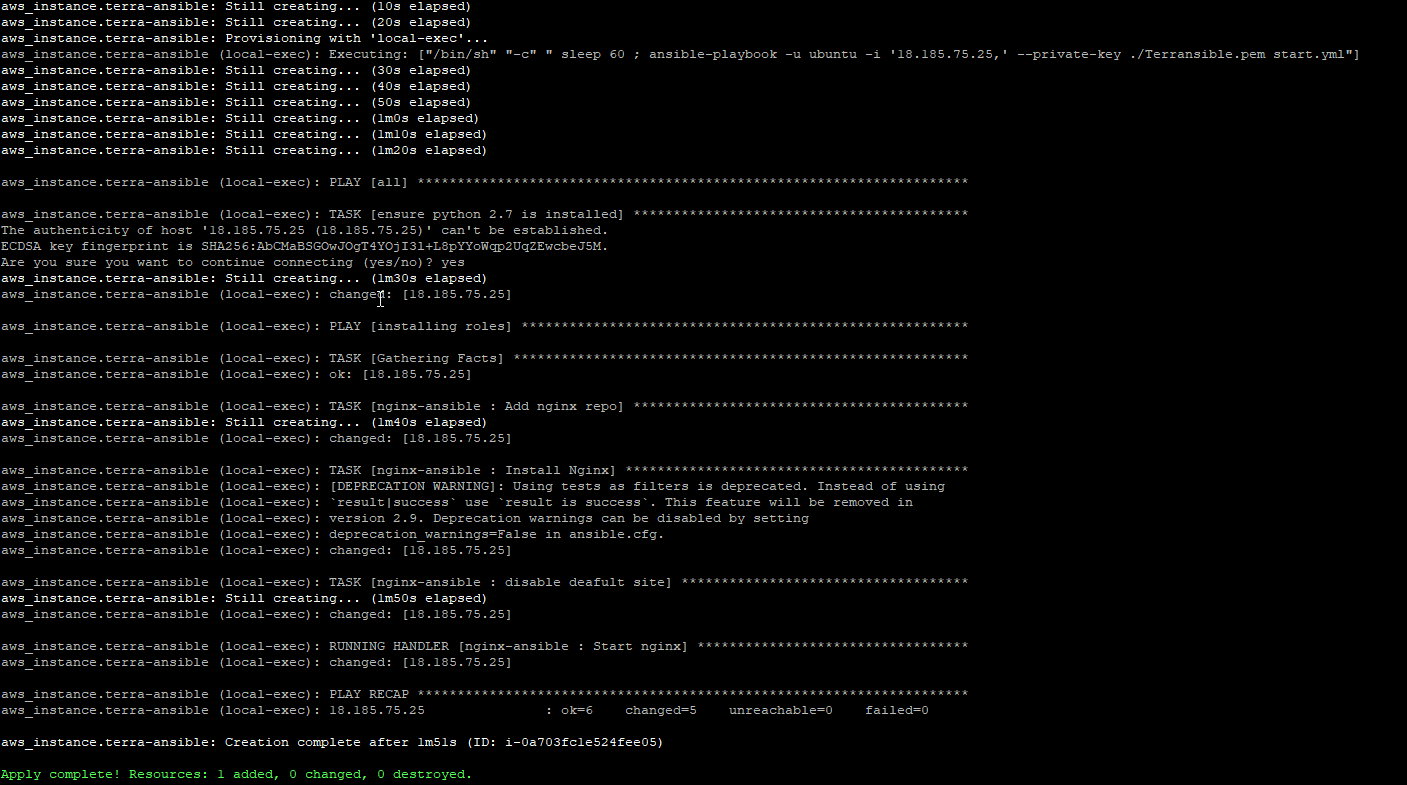 aws_instance.terra-ansible: Still creating... (10s elapsed)
aws_instance.terra-ansible: Still creating... (20s elapsed)
aws_instance.terra-ansible: Provisioning with 'local-exec'...
aws_instance.terra-ansible (local-exec): Executing: ["/bin/sh" "-c" " sleep 60 ; ansible-playbook -u ubuntu -i '18.185.75.25,' --private-key ./Terransible.pem start.yml"]
aws_instance.terra-ansible: Still creating... (30s elapsed)
aws_instance.terra-ansible: Still creating... (40s elapsed)
aws_instance.terra-ansible: Still creating... (50s elapsed)
aws_instance.terra-ansible: Still creating... (1m0s elapsed)
aws_instance.terra-ansible: Still creating... (1m10s elapsed)
aws_instance.terra-ansible: Still creating... (1m20s elapsed)
aws_instance.terra-ansible (local-exec): PLAY [all] *********************************************************************
aws_instance.terra-ansible (local-exec): TASK [ensure python 2.7 is installed] ******************************************
The authenticity of host '18.185.75.25 (18.185.75.25)' can't be established.
ECDSA key fingerprint is SHA256:AbCMaBSGOwJOgT4YOjI3l+L8pYYoWqp2UqZEwcbeJ5M.
Are you sure you want to continue connecting (yes/no)? yes
aws_instance.terra-ansible: Still creating... (1m30s elapsed)
aws_instance.terra-ansible (local-exec): changed: [18.185.75.25]
aws_instance.terra-ansible (local-exec): PLAY [installing roles] ********************************************************
aws_instance.terra-ansible (local-exec): TASK [Gathering Facts] *********************************************************
aws_instance.terra-ansible (local-exec): ok: [18.185.75.25]
aws_instance.terra-ansible (local-exec): TASK [nginx-ansible : Add nginx repo] ******************************************
aws_instance.terra-ansible: Still creating... (1m40s elapsed)
aws_instance.terra-ansible (local-exec): changed: [18.185.75.25]
aws_instance.terra-ansible (local-exec): TASK [nginx-ansible : Install Nginx] *******************************************
aws_instance.terra-ansible (local-exec): [DEPRECATION WARNING]: Using tests as filters is deprecated. Instead of using
aws_instance.terra-ansible (local-exec): `result|success` use `result is success`. This feature will be removed in
aws_instance.terra-ansible (local-exec): version 2.9. Deprecation warnings can be disabled by setting
aws_instance.terra-ansible (local-exec): deprecation_warnings=False in ansible.cfg.
aws_instance.terra-ansible (local-exec): changed: [18.185.75.25]
aws_instance.terra-ansible (local-exec): TASK [nginx-ansible : disable deafult site] ************************************
aws_instance.terra-ansible: Still creating... (1m50s elapsed)
aws_instance.terra-ansible (local-exec): changed: [18.185.75.25]
aws_instance.terra-ansible (local-exec): RUNNING HANDLER [nginx-ansible : Start nginx] **********************************
aws_instance.terra-ansible (local-exec): changed: [18.185.75.25]
aws_instance.terra-ansible (local-exec): PLAY RECAP *********************************************************************
aws_instance.terra-ansible (local-exec): 18.185.75.25               : ok=6    changed=5    unreachable=0    failed=0
aws_instance.terra-ansible: Creation complete after 1m51s (ID: i-0a703fc1e524fee05)
Apply complete! Resources: 1 added, 0 changed, 0 destroyed.